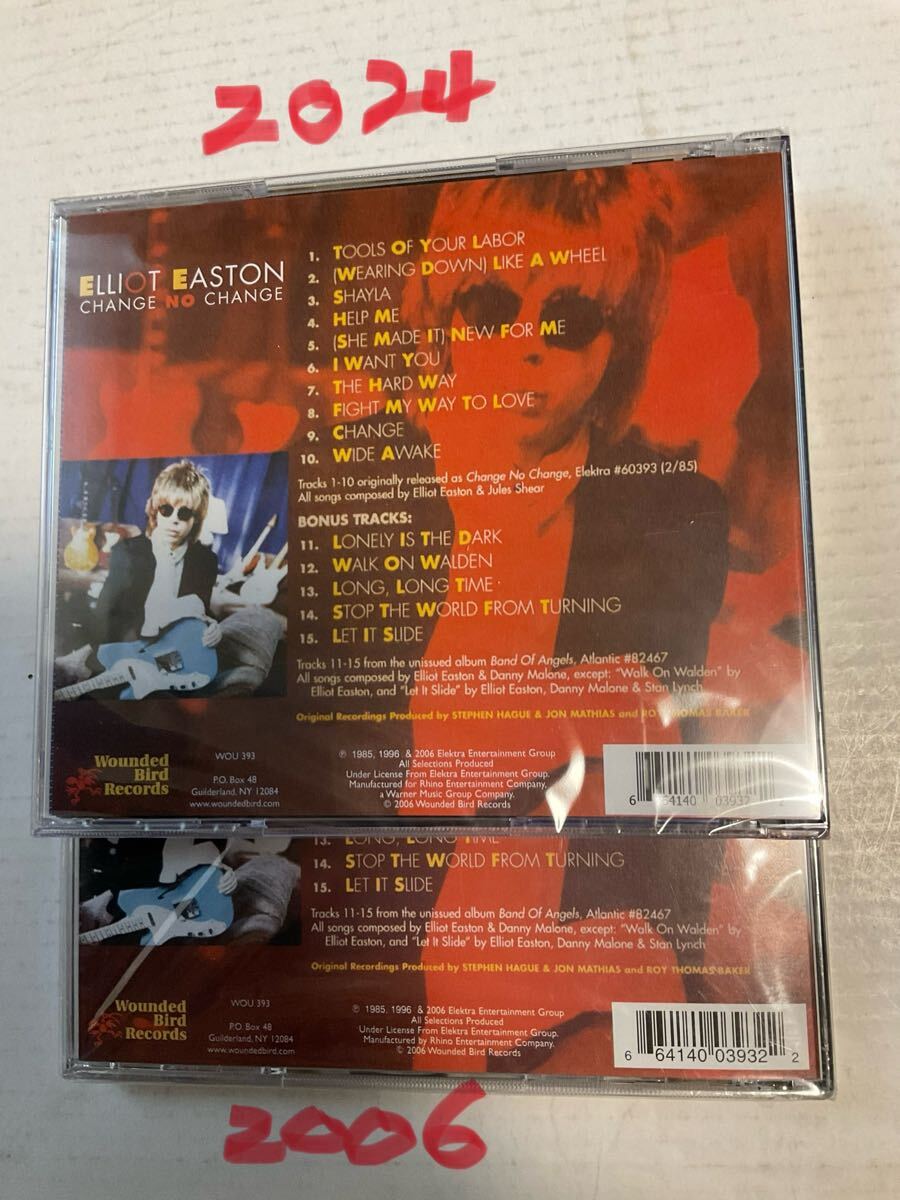 2024
ELLIOT EASTON
CHANGE NO CHANGE
1. TOOLS OF YOUR LABOR
2. (WEARING DOWN) LIKE A WHEEL
3. SHAYLA
4. HELP ME
5. (SHE MADE IT) NEW FOR ME
6. I WANT YOU
7. THE HARD WAY
8. FIGHT MY WAY TO LOVE
9. CHANGE
10. WIDE AWAKE
Tracks 1-10 originally released as Change No Change, Elektra #60393 (2/85)
All songs composed by Elliot Easton & Jules Shear
BONUS TRACKS:
11. LONELY IS THE DARK
12. WALK ON WALDEN
13. LONG, LONG TIME
14. STOP THE WORLD FROM TURNING
15. LET IT SLIDE
Tracks 11-15 from the unissued album Band Of Angels, Atlantic #82467
All songs composed by Elliot Easton & Danny Malone, except: "Walk On Walden" by
Elliot Easton, and "Let It Slide" by Elliot Easton, Danny Malone & Stan Lynch
Original Recordings Produced by STEPHEN HAGUE & JON MATHIAS and ROY THOMAS BAKER
Wounded
Bird
Records
WOU 393
P.O. Box 48
Guilderland, NY 12084
www.woundedbird.com
℗ 1985, 1996 & 2006 Elektra Entertainment Group
All Selections Produced
Under License From Elektra Entertainment Group.
Manufactured for Rhino Entertainment Company,
a Warner Music Group Company.
© 2006 Wounded Bird Records
6 64140 03937 2
13. LONG, LONG TIME
14. STOP THE WORLD FROM TURNING
15. LET IT SLIDE
Tracks 11-15 from the unissued album Band Of Angels, Atlantic #82467
All songs composed by Elliot Easton & Danny Malone, except: "Walk On Walden" by
Elliot Easton, and "Let It Slide" by Elliot Easton, Danny Malone & Stan Lynch
Original Recordings Produced by STEPHEN HAGUE & JON MATHIAS and ROY THOMAS BAKER
Wounded
Bird
Records
WOU 393
P.O. Box 48
Guilderland, NY 12084
www.woundedbird.com
℗ 1985, 1996 & 2006 Elektra Entertainment Group
All Selections Produced
Under License From Elektra Entertainment Group.
Manufactured by Rhino Entertainment Company.
© 2006 Wounded Bird Records
6 64140 03932 2
2006